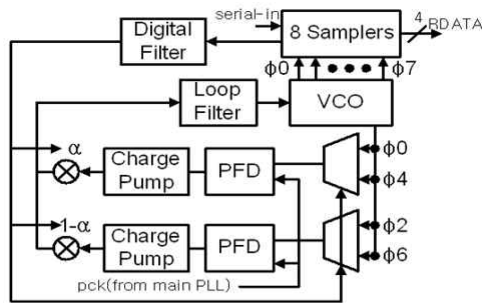 serial-in
Digital
Filter
8 Samplers
4
RDATA
ϕ0
ϕ7
Loop
Filter
VCO
α
Charge
Pump
PFD
ϕ0
ϕ4
1-α
Charge
Pump
PFD
ϕ2
ϕ6
pck(from main PLL)